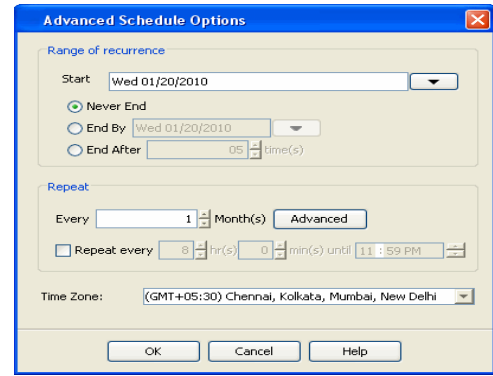 Advanced Schedule Options
Range of recurrence
Start Wed 01/20/2010
Never End
End By Wed 01/20/2010
End After 05 time(s)
Repeat
Every 1 Month(s) Advanced
Repeat every 8 hr(s) 0 min(s) until 11 : 59 PM
Time Zone: (GMT+05:30) Chennai, Kolkata, Mumbai, New Delhi
OK Cancel Help